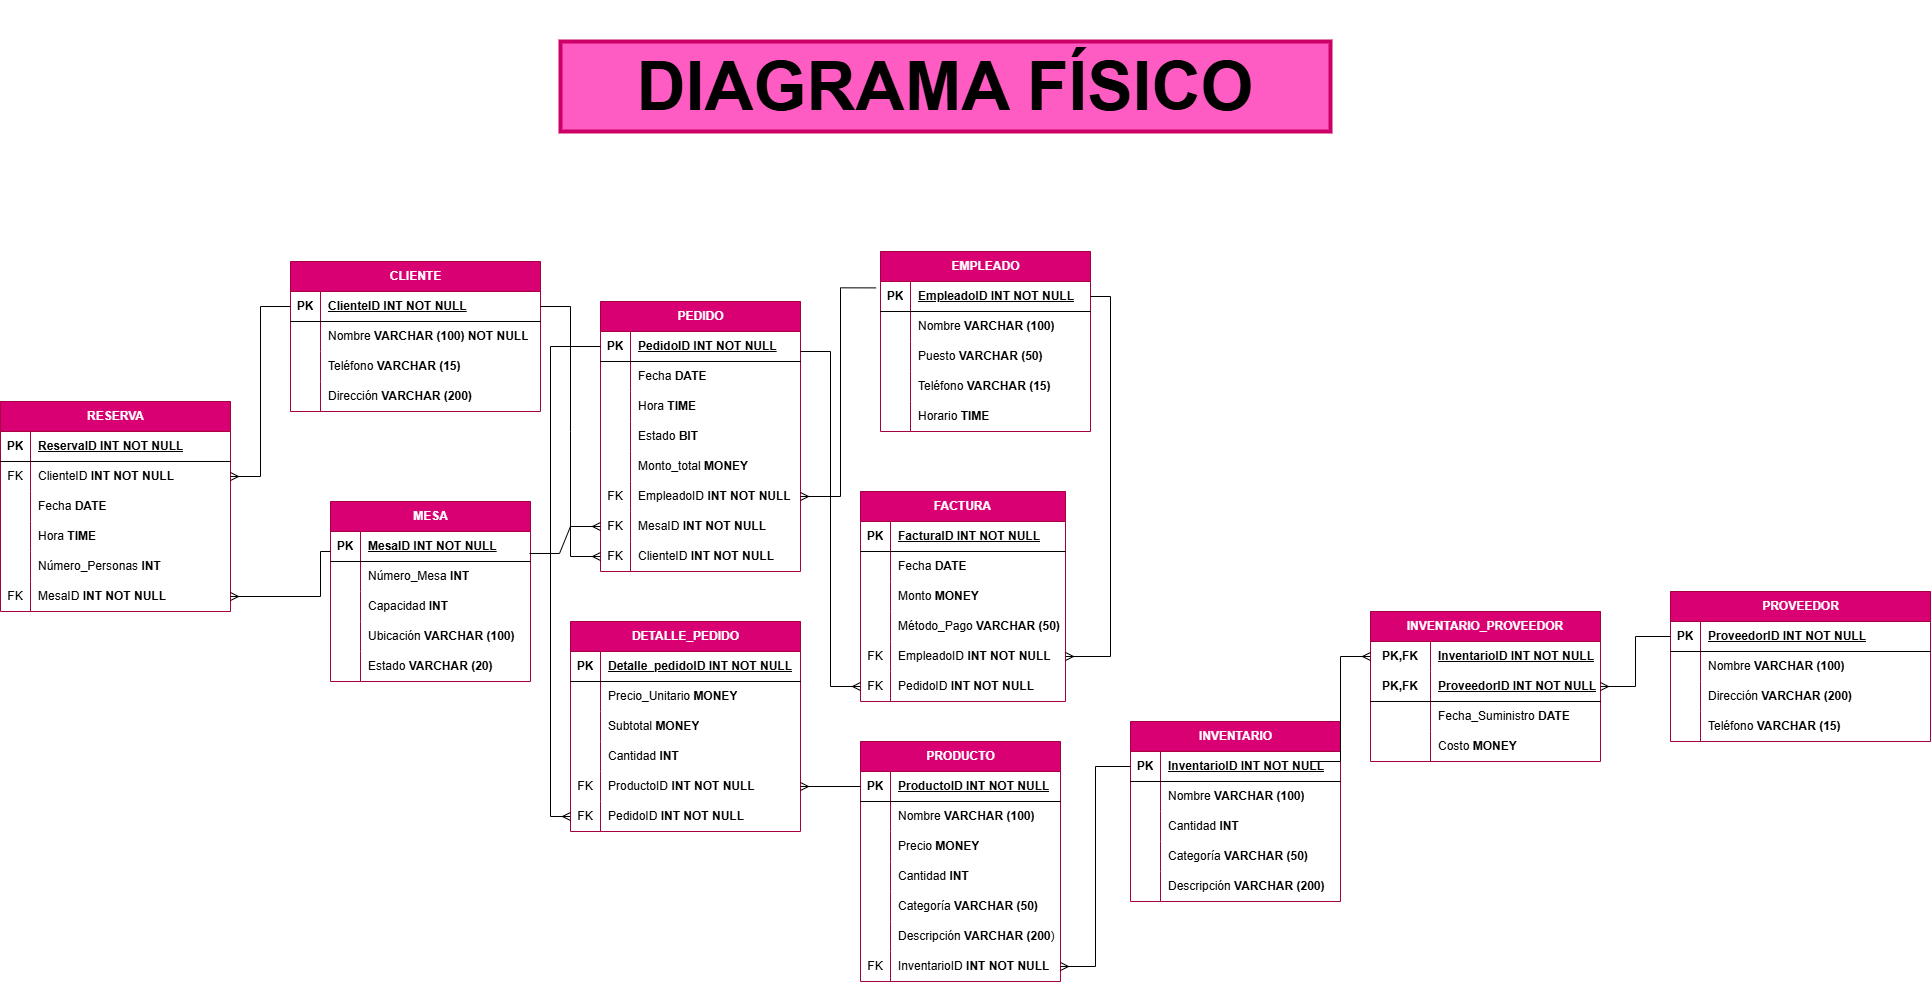 DIAGRAMA FÍSICO
CLIENTE
PK ClienteID INT NOT NULL
Nombre VARCHAR (100) NOT NULL
Teléfono VARCHAR (15)
Dirección VARCHAR (200)
RESERVA
PK ReservaID INT NOT NULL
FK ClienteID INT NOT NULL
Fecha DATE
Hora TIME
Número_Personas INT
FK MesaID INT NOT NULL
MESA
PK MesaID INT NOT NULL
Número_Mesa INT
Capacidad INT
Ubicación VARCHAR (100)
Estado VARCHAR (20)
PEDIDO
PK PedidoID INT NOT NULL
Fecha DATE
Hora TIME
Estado BIT
Monto_total MONEY
FK EmpleadoID INT NOT NULL
FK MesaID INT NOT NULL
FK ClienteID INT NOT NULL
DETALLE_PEDIDO
PK Detalle_pedidoID INT NOT NULL
Precio_Unitario MONEY
Subtotal MONEY
Cantidad INT
FK ProductoID INT NOT NULL
FK PedidoID INT NOT NULL
EMPLEADO
PK EmpleadoID INT NOT NULL
Nombre VARCHAR (100)
Puesto VARCHAR (50)
Teléfono VARCHAR (15)
Horario TIME
FACTURA
PK FacturaID INT NOT NULL
Fecha DATE
Monto MONEY
Método_Pago VARCHAR (50)
FK EmpleadoID INT NOT NULL
FK PedidoID INT NOT NULL
PRODUCTO
PK ProductoID INT NOT NULL
Nombre VARCHAR (100)
Precio MONEY
Cantidad INT
Categoría VARCHAR (50)
Descripción VARCHAR (200)
FK InventarioID INT NOT NULL
INVENTARIO
PK InventarioID INT NOT NULL
Nombre VARCHAR (100)
Cantidad INT
Categoría VARCHAR (50)
Descripción VARCHAR (200)
INVENTARIO_PROVEEDOR
PK,FK InventarioID INT NOT NULL
PK,FK ProveedorID INT NOT NULL
Fecha_Suministro DATE
Costo MONEY
PROVEEDOR
PK ProveedorID INT NOT NULL
Nombre VARCHAR (100)
Dirección VARCHAR (200)
Teléfono VARCHAR (15)